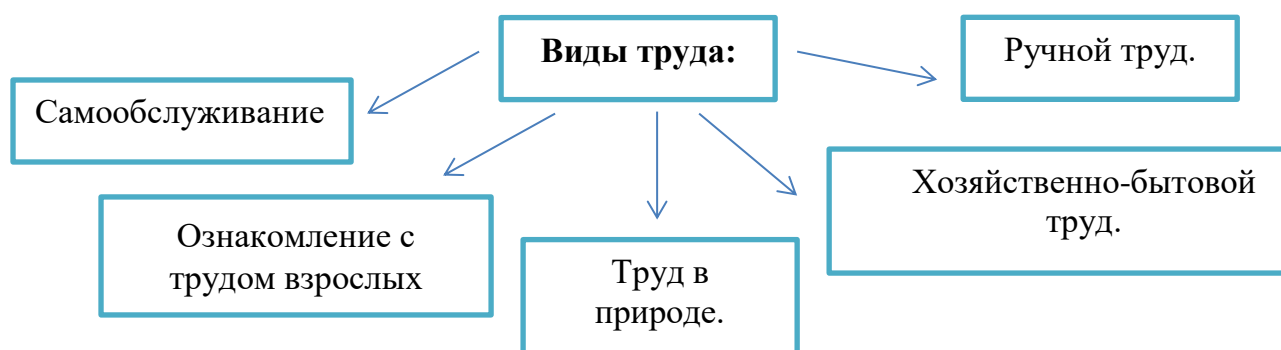 Виды труда:
Ручной труд.
Самообслуживание
Хозяйственно-бытовой
труд.
Ознакомление с
трудом взрослых
Труд в
природе.